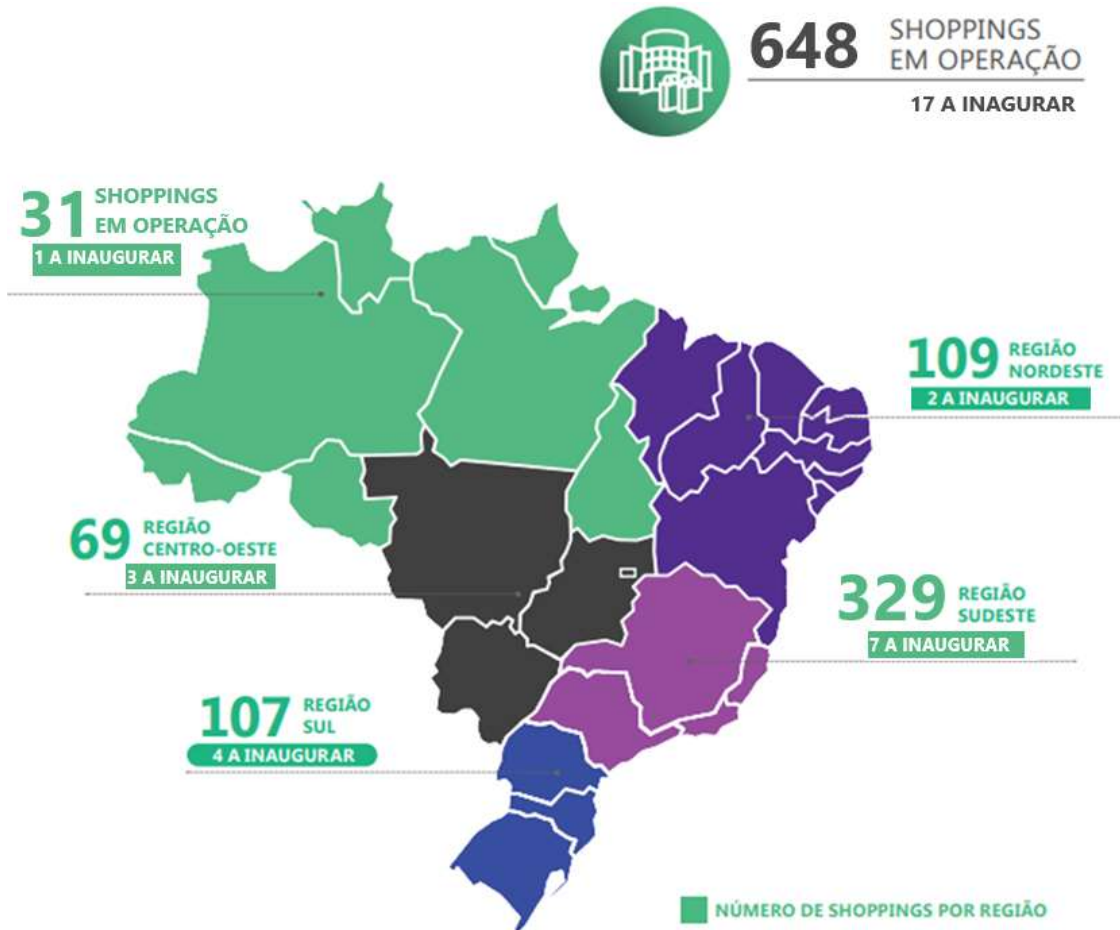 648 SHOPPINGS
EM OPERAÇÃO
17 A INAGURAR
31 SHOPPINGS
EM OPERAÇÃO
1 A INAUGURAR
109 REGIÃO
NORDESTE
2 A INAUGURAR
69 REGIÃO
CENTRO-OESTE
3 A INAUGURAR
329 REGIÃO
SUDESTE
7 A INAUGURAR
107 REGIÃO
SUL
4 A INAUGURAR
NÚMERO DE SHOPPINGS POR REGIÃO